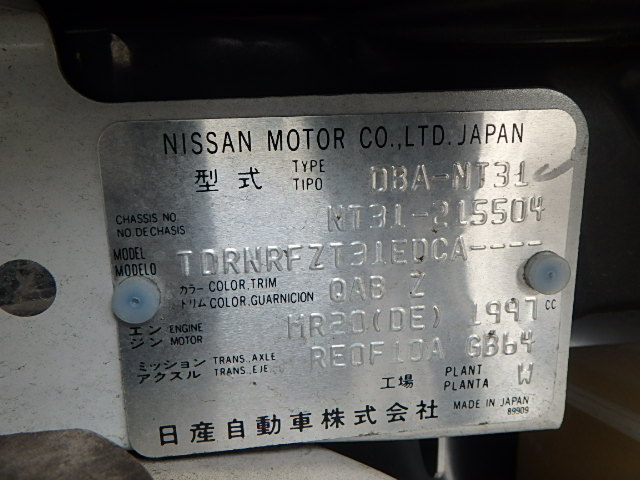 NISSAN MOTOR CO.,LTD. JAPAN
型式 TYPE TIPO DBA-NT31
CHASSIS NO. NO. DE CHASIS NT31-215504
MODEL MODELO TDRNRFZT31EDCA----
カラー COLOR, TRIM トリム COLOR, GUARNICION QAB Z
エンジン ENGINE MOTOR MR20(DE) 1997 CC
ミッション アクスル TRANS., AXLE TRANS., EJE RE0F10A GB64
工場 PLANT PLANTA W
日産自動車株式会社 MADE IN JAPAN
89909